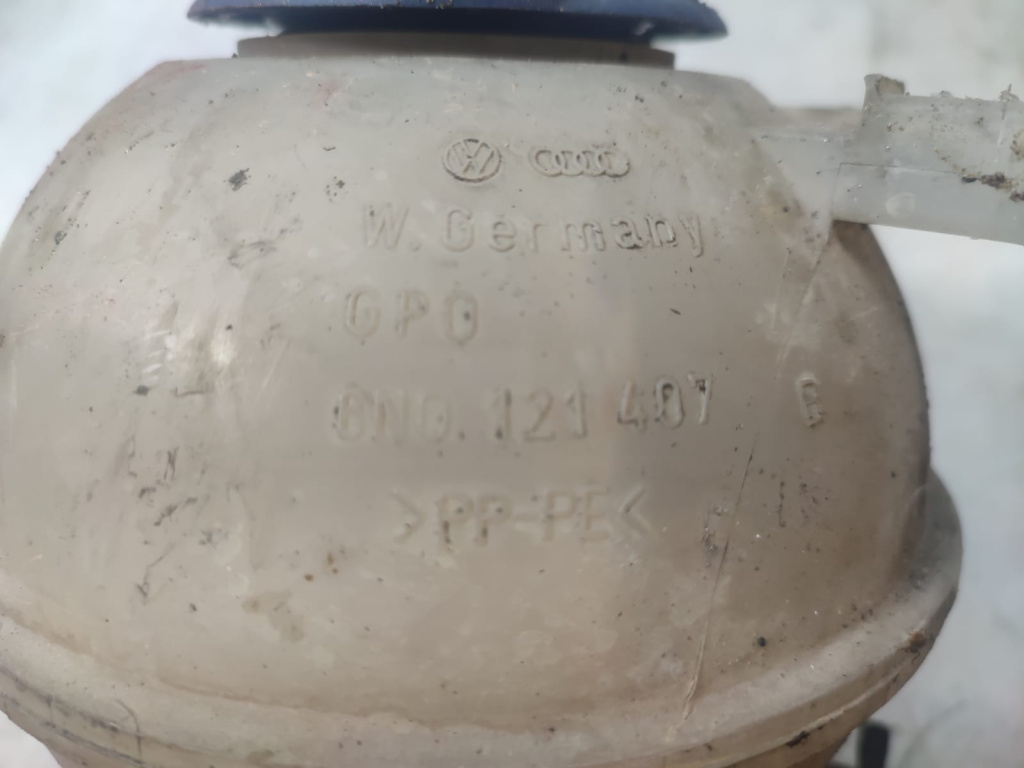 W. Germany
GPO
6N0.121 407
>PP-PE<